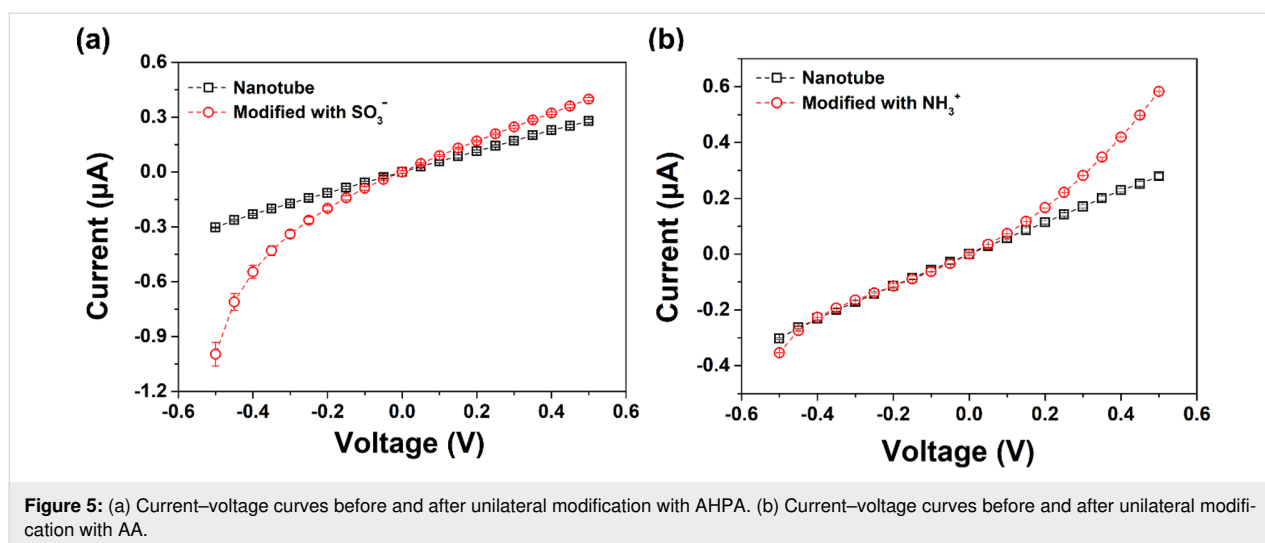 (a)
0.6
0.3
0.0
-0.3
-0.6
-0.9
-1.2
Current (µA)
Nanotube
Modified with SO₃⁻
-0.6 -0.4 -0.2 0.0 0.2 0.4 0.6
Voltage (V)
(b)
0.6
0.4
0.2
0.0
-0.2
-0.4
Current (µA)
Nanotube
Modified with NH₃⁺
-0.6 -0.4 -0.2 0.0 0.2 0.4 0.6
Voltage (V)
Figure 5: (a) Current–voltage curves before and after unilateral modification with AHPA. (b) Current–voltage curves before and after unilateral modifi-
cation with AA.